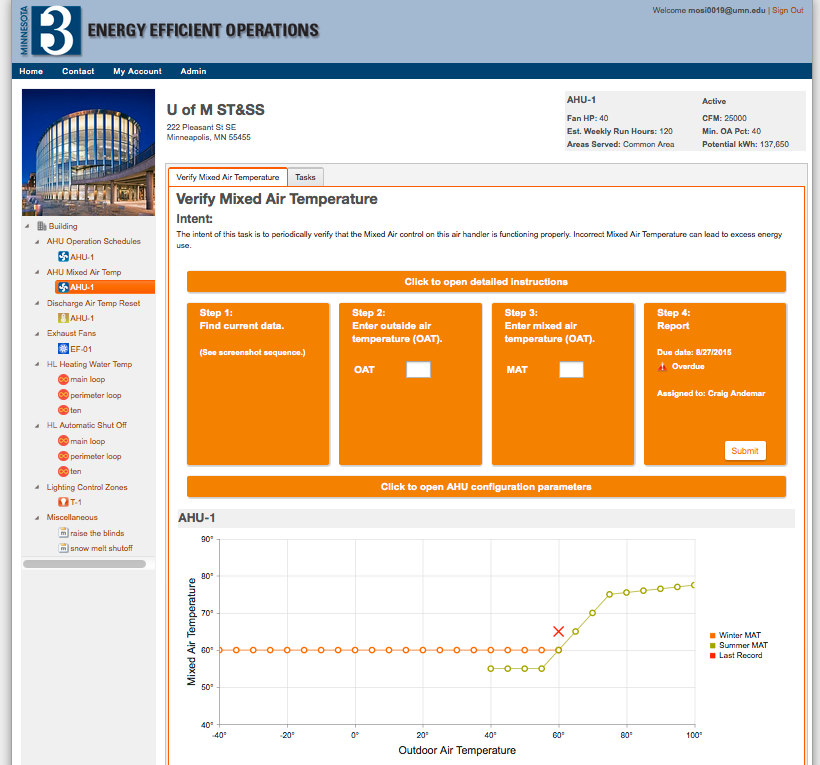 MINNESOTA
B3
ENERGY EFFICIENT OPERATIONS
Welcome mosi0019@umn.edu | Sign Out
Home Contact My Account Admin
U of M ST&SS
222 Pleasant St SE
Minneapolis, MN 55455
AHU-1 Active
Fan HP: 40 CFM: 25000
Est. Weekly Run Hours: 120 Min. OA Pct: 40
Areas Served: Common Area Potential kWh: 137,650
Building
AHU Operation Schedules
AHU-1
AHU Mixed Air Temp
AHU-1
Discharge Air Temp Reset
AHU-1
Exhaust Fans
EF-01
HL Heating Water Temp
main loop
perimeter loop
ten
HL Automatic Shut Off
main loop
perimeter loop
ten
Lighting Control Zones
T-1
Miscellaneous
m raise the blinds
m snow melt shutoff
Verify Mixed Air Temperature Tasks
Verify Mixed Air Temperature
Intent:
The intent of this task is to periodically verify that the Mixed Air control on this air handler is functioning properly. Incorrect Mixed Air Temperature can lead to excess energy
use.
Click to open detailed instructions
Step 1:
Find current data.
(See screenshot sequence.)
Step 2:
Enter outside air
temperature (OAT).
OAT
Step 3:
Enter mixed air
temperature (OAT).
MAT
Step 4:
Report
Due date: 8/27/2015
Overdue
Assigned to: Craig Andemar
Submit
Click to open AHU configuration parameters
AHU-1
Mixed Air Temperature
90°
80°
70°
60°
50°
40°
-40° -20° 0° 20° 40° 60° 80° 100°
Outdoor Air Temperature
Winter MAT
Summer MAT
Last Record